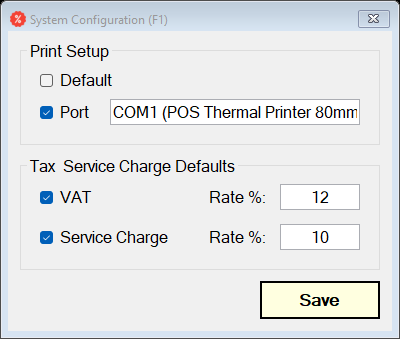 System Configuration (F1)
Print Setup
Default
Port COM1 (POS Thermal Printer 80mm
Tax  Service Charge Defaults
VAT Rate %: 12
Service Charge Rate %: 10
Save